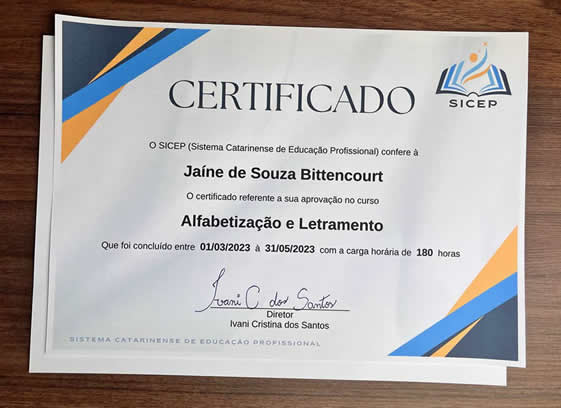 CERTIFICADO
SICEP
O SICEP (Sistema Catarinense de Educação Profissional) confere à
Jaíne de Souza Bittencourt
O certificado referente a sua aprovação no curso
Alfabetização e Letramento
Que foi concluído entre 01/03/2023 à 31/05/2023 com a carga horária de 180 horas
Ivani C dos Santos
Diretor
Ivani Cristina dos Santos
SISTEMA CATARINENSE DE EDUCAÇÃO PROFISSIONAL